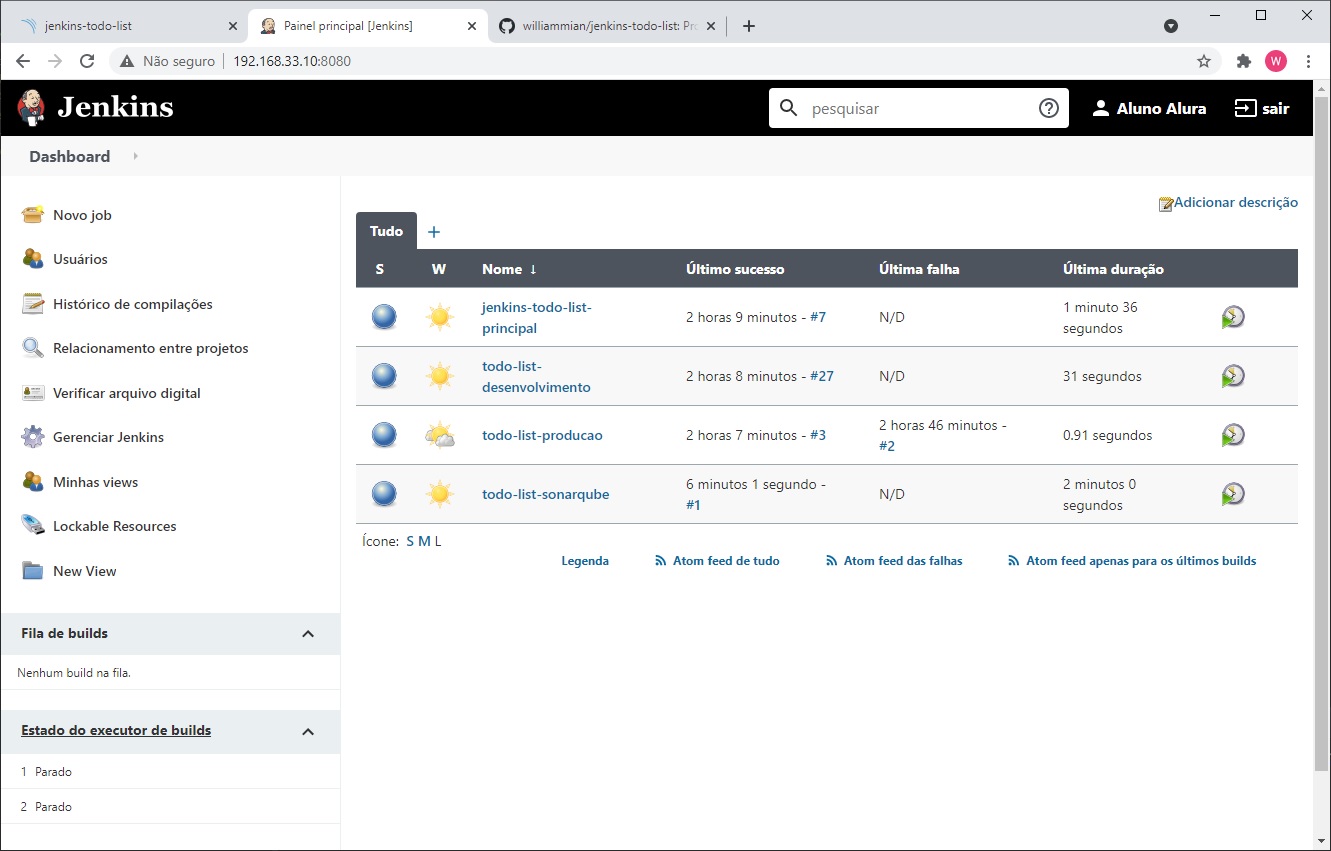 jenkins-todo-list
Painel principal [Jenkins]
williammian/jenkins-todo-list: Pro
Não seguro
192.168.33.10:8080
W
Jenkins
pesquisar
Aluno Alura
sair
Dashboard
Novo job
Usuários
Histórico de compilações
Relacionamento entre projetos
Verificar arquivo digital
Gerenciar Jenkins
Minhas views
Lockable Resources
New View
Fila de builds
Nenhum build na fila.
Estado do executor de builds
1 Parado
2 Parado
Adicionar descrição
Tudo +
S W Nome ↓ Último sucesso Última falha Última duração
jenkins-todo-list-
principal
2 horas 9 minutos - #7
N/D
1 minuto 36
segundos
todo-list-
desenvolvimento
2 horas 8 minutos - #27
N/D
31 segundos
todo-list-producao
2 horas 7 minutos - #3
2 horas 46 minutos -
#2
0.91 segundos
todo-list-sonarqube
6 minutos 1 segundo -
#1
N/D
2 minutos 0
segundos
Ícone: S M L
Legenda
Atom feed de tudo
Atom feed das falhas
Atom feed apenas para os últimos builds